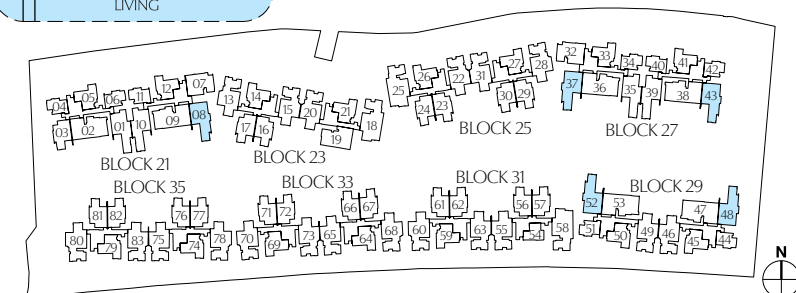 LIVING
04 05 06 11 12 07
03 02 01 10 09 08
BLOCK 21
13 14 15 20 21 18
17 16 19
BLOCK 23
25 26 22 31 27 28
24 23 30 29
BLOCK 25
32 33 34 40 41 42
37 36 35 39 38 43
BLOCK 27
BLOCK 35
81 82 76 77
80 79 83 75 74 78
BLOCK 33
71 72 66 67
70 69 73 65 64 68
BLOCK 31
61 62 56 57
60 59 63 55 54 58
BLOCK 29
52 53 47 48
51 50 49 46 45 44
N